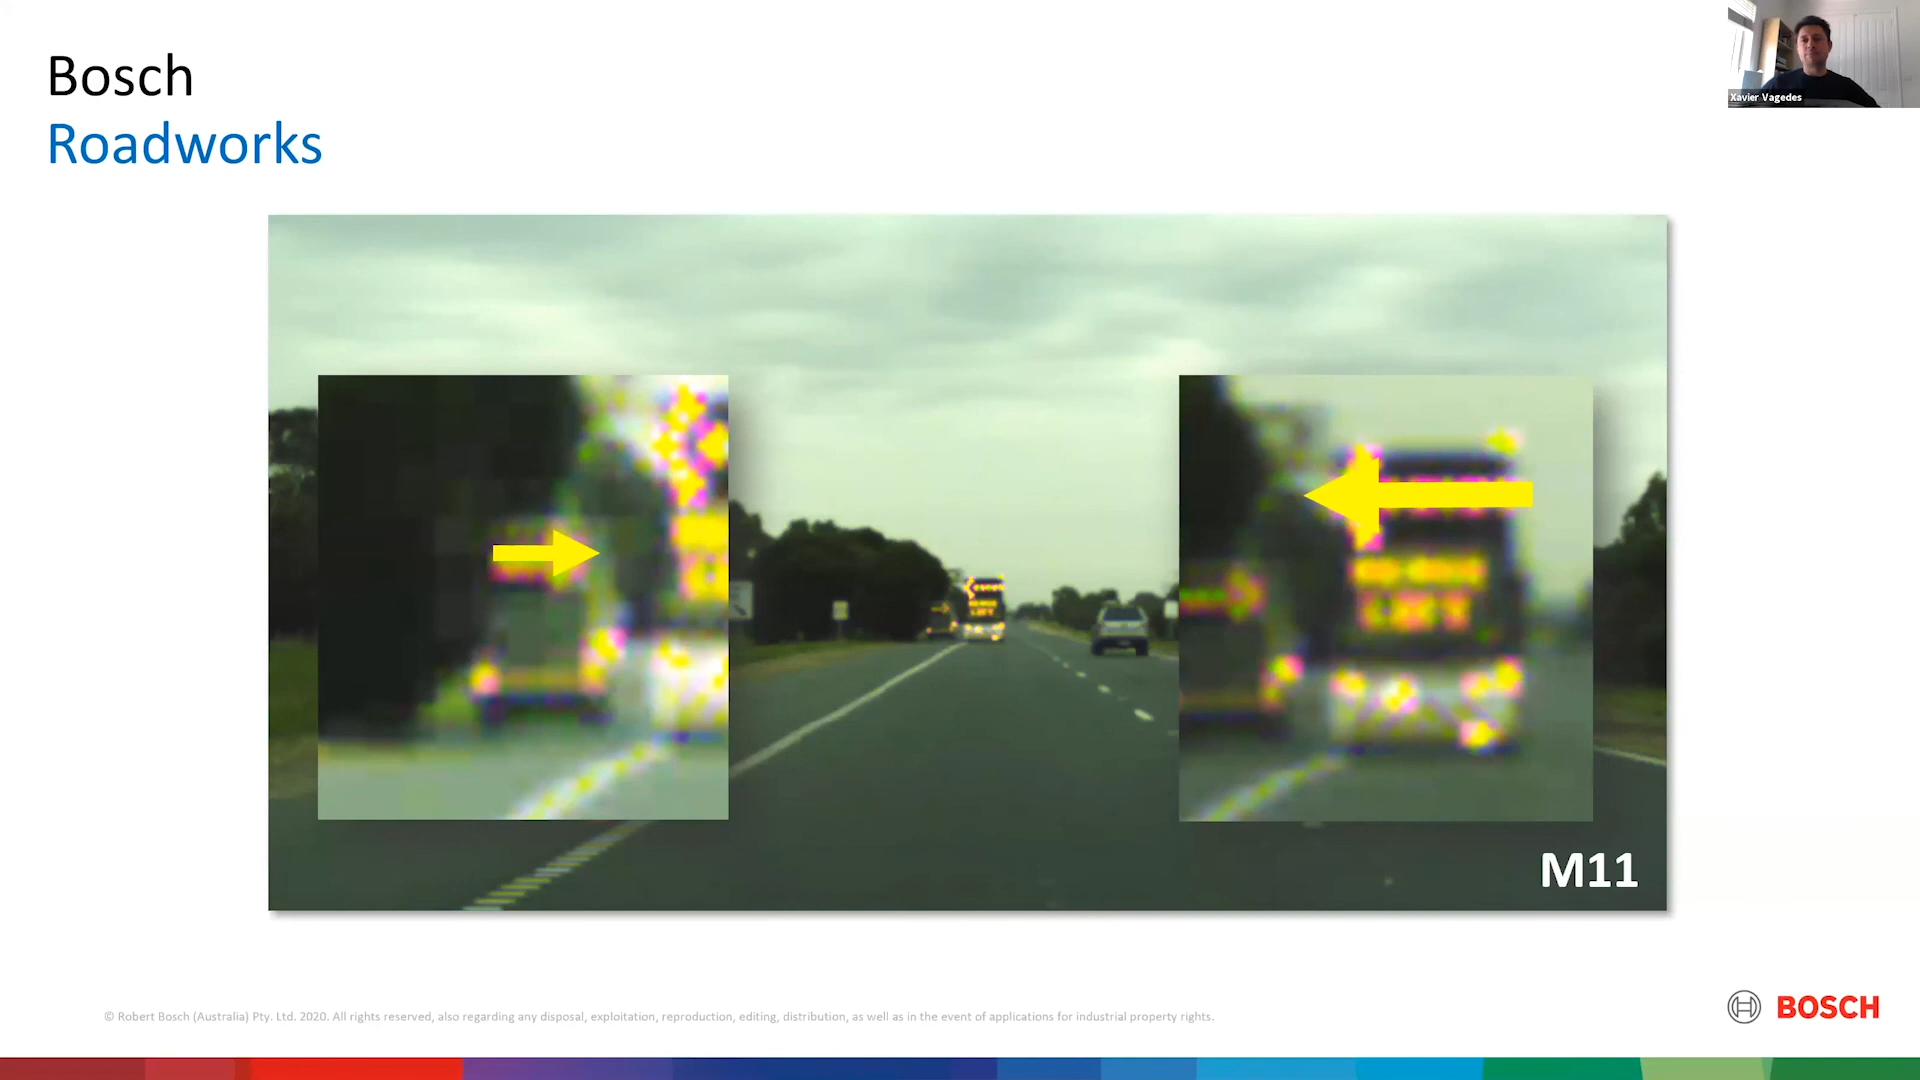 Bosch
Roadworks
Xavier Vagedes
M11
© Robert Bosch (Australia) Pty. Ltd. 2020. All rights reserved, also regarding any disposal, exploitation, reproduction, editing, distribution, as well as in the event of applications for industrial property rights.
BOSCH